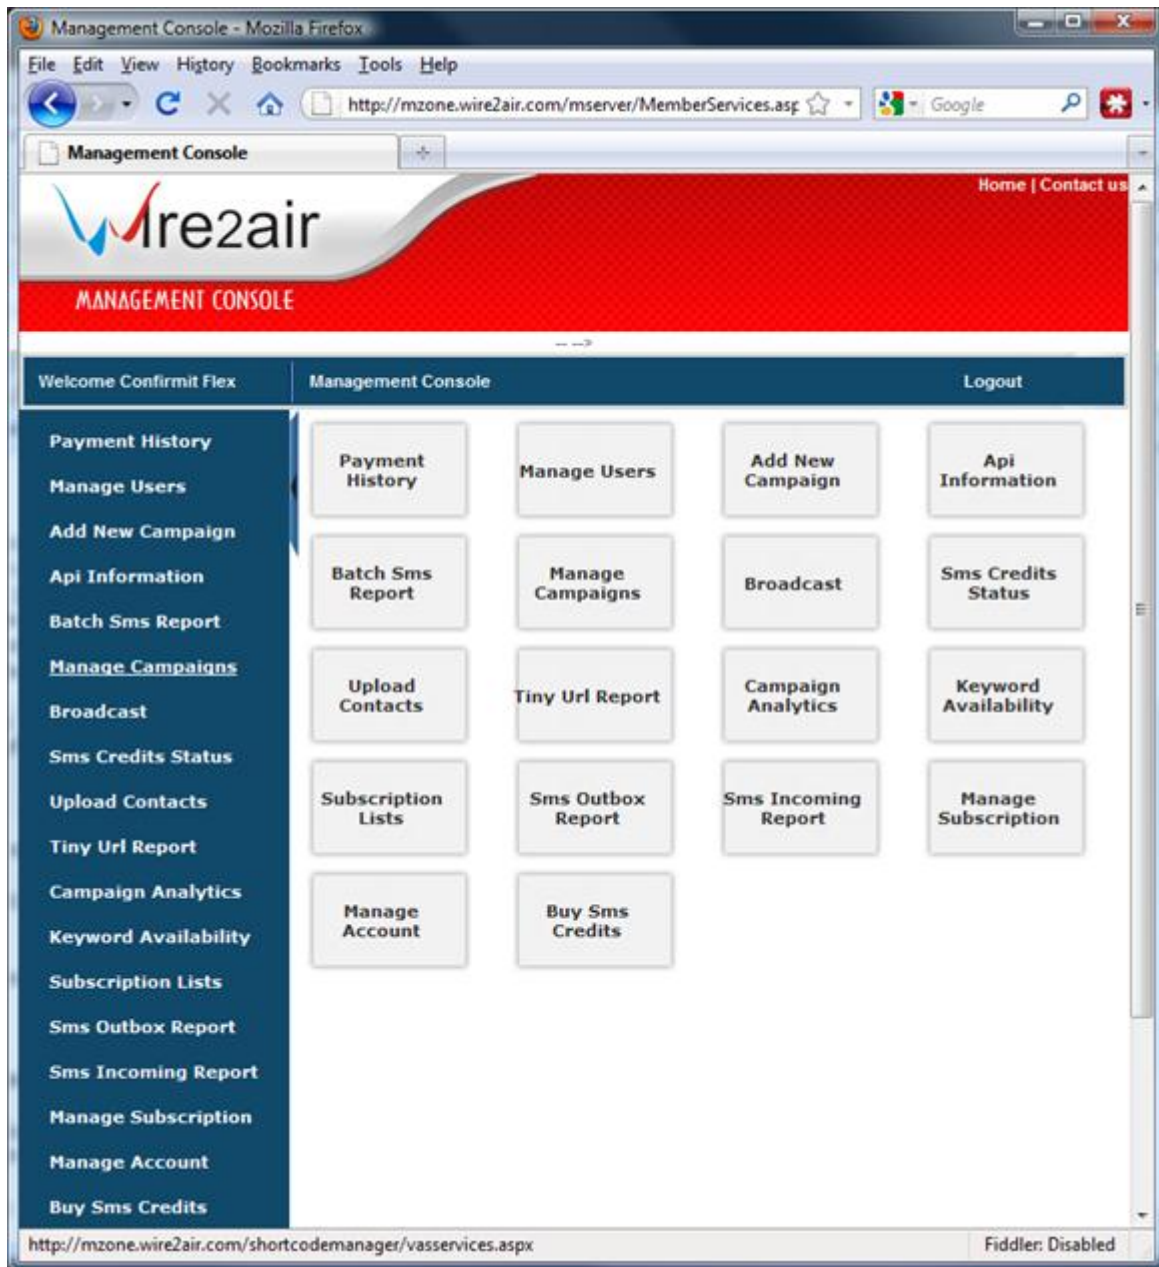 Management Console - Mozilla Firefox
File Edit View History Bookmarks Tools Help
http://mzone.wire2air.com/mserver/MemberServices.asp
Google
Management Console
Home | Contact us
wire2air
MANAGEMENT CONSOLE
-- -->
Welcome Confirmit Flex
Management Console
Logout
Payment History
Manage Users
Add New Campaign
Api Information
Batch Sms Report
Manage Campaigns
Broadcast
Sms Credits Status
Upload Contacts
Tiny Url Report
Campaign Analytics
Keyword Availability
Subscription Lists
Sms Outbox Report
Sms Incoming Report
Manage Subscription
Manage Account
Buy Sms Credits
Payment
History
Manage Users
Add New
Campaign
Api
Information
Batch Sms
Report
Manage
Campaigns
Broadcast
Sms Credits
Status
Upload
Contacts
Tiny Url Report
Campaign
Analytics
Keyword
Availability
Subscription
Lists
Sms Outbox
Report
Sms Incoming
Report
Manage
Subscription
Manage
Account
Buy Sms
Credits
http://mzone.wire2air.com/shortcodemanager/vasservices.aspx
Fiddler: Disabled